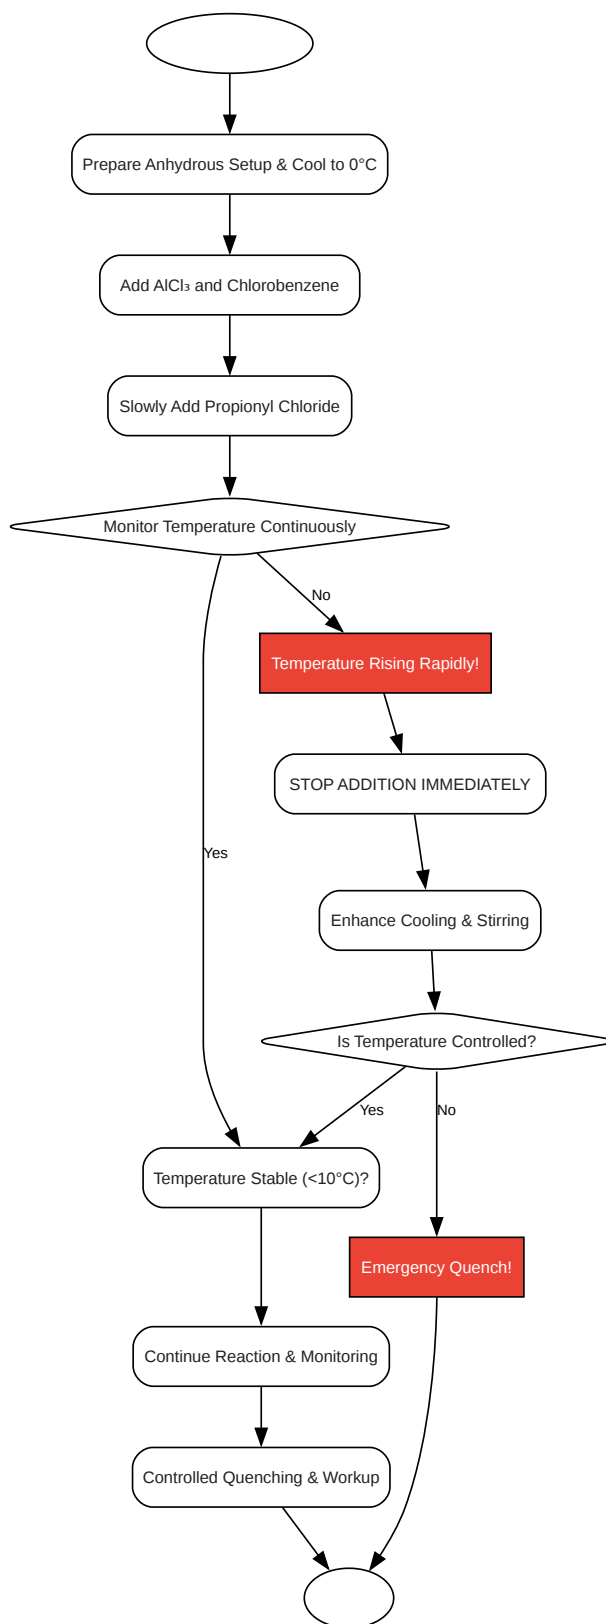 Prepare Anhydrous Setup & Cool to 0°C
Add AlCl₃ and Chlorobenzene
Slowly Add Propionyl Chloride
Monitor Temperature Continuously
No
Temperature Rising Rapidly!
STOP ADDITION IMMEDIATELY
Yes
Enhance Cooling & Stirring
Is Temperature Controlled?
Yes
No
Temperature Stable (<10°C)?
Emergency Quench!
Continue Reaction & Monitoring
Controlled Quenching & Workup